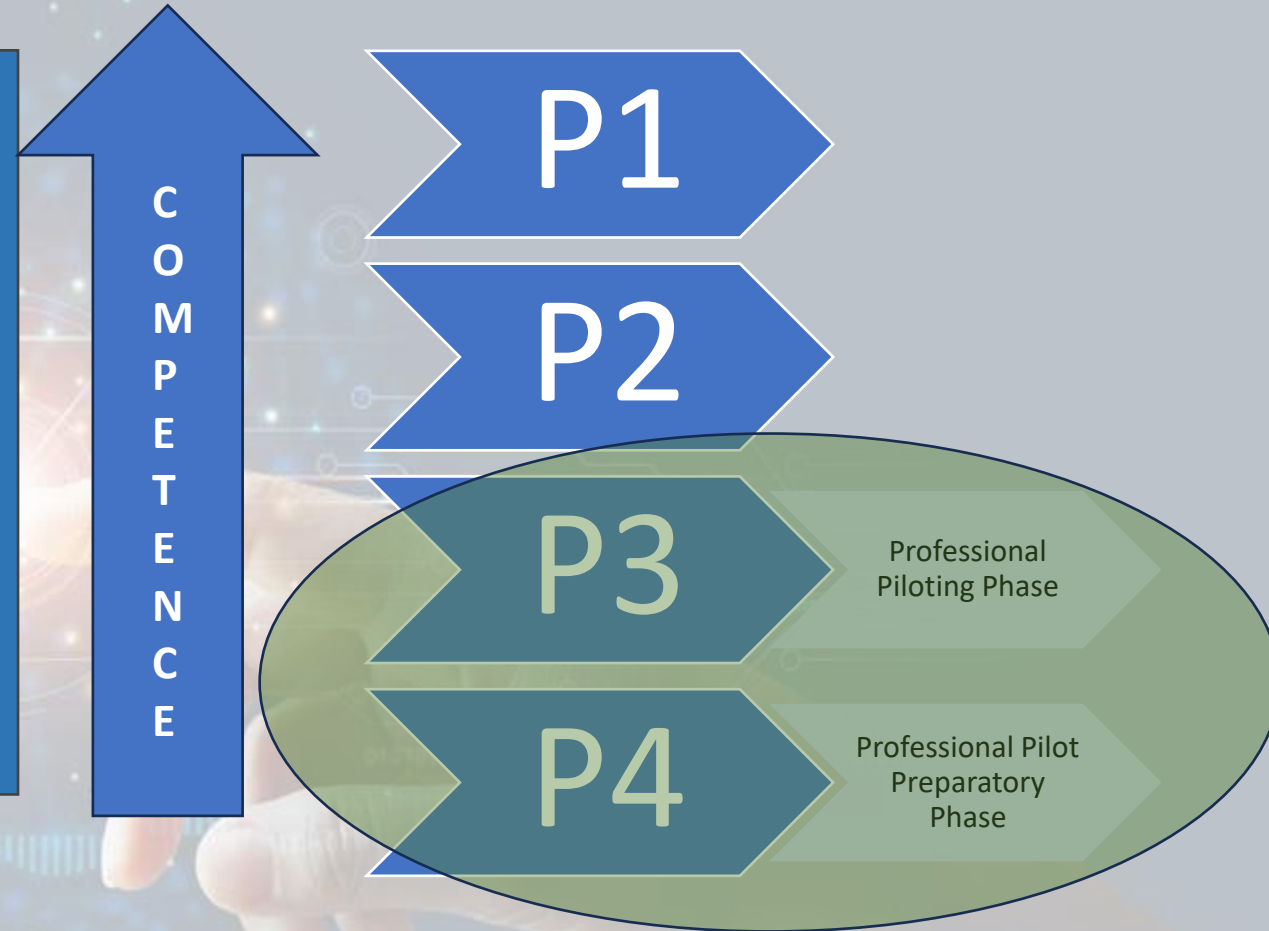 C
O
M
P
E
T
E
N
C
E
P1
P2
P3
Professional
Piloting Phase
P4
Professional Pilot
Preparatory
Phase